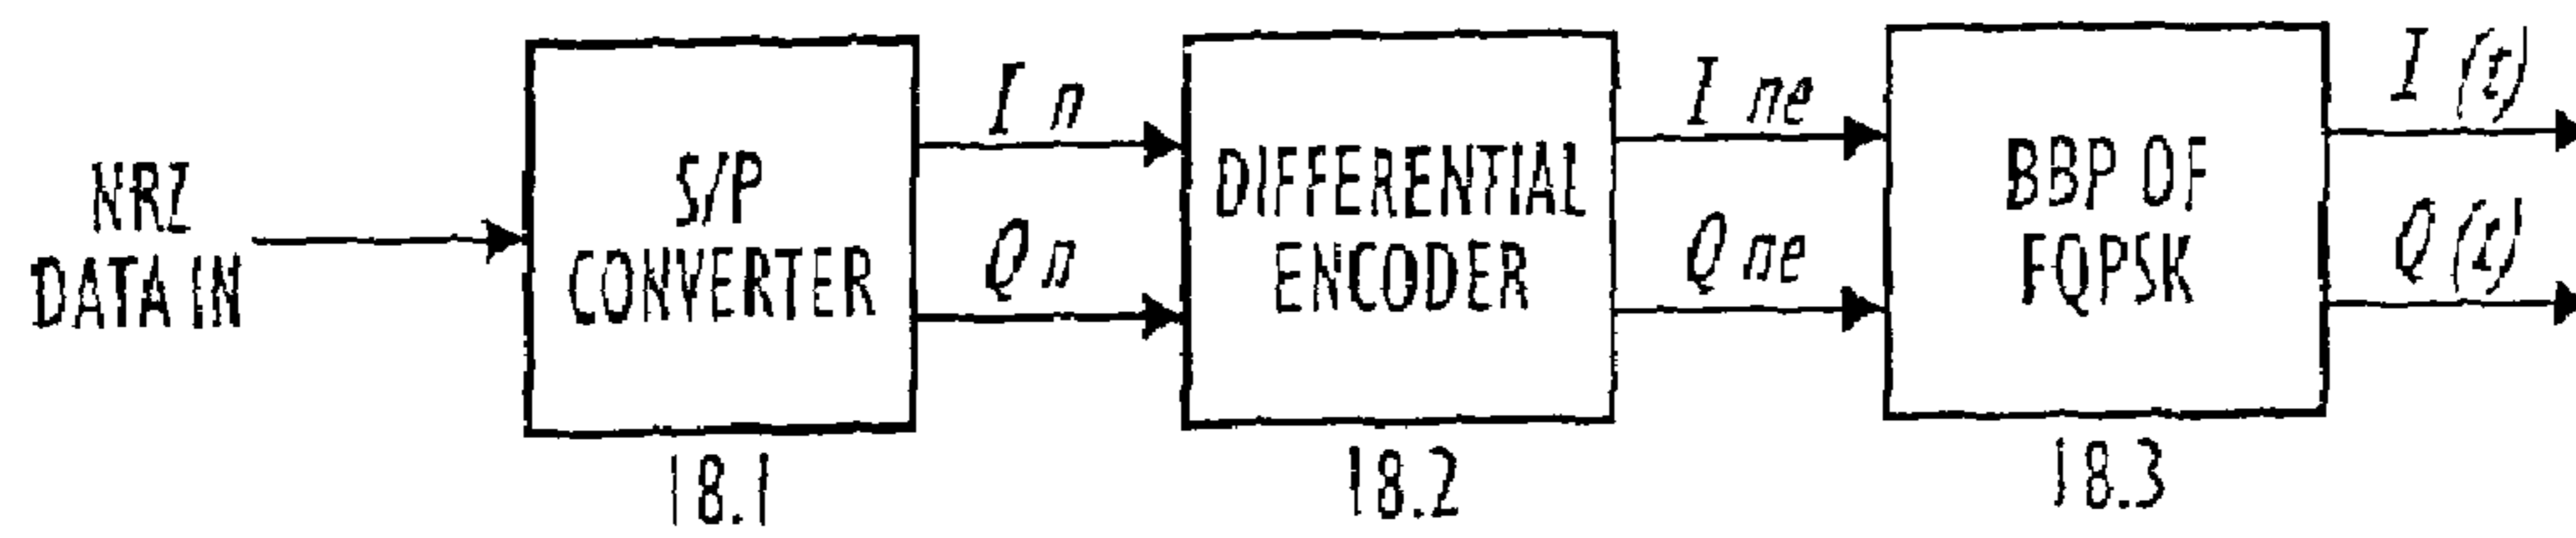 NRZ
DATA IN
S/P
CONVERTER
18.1
I n
Q n
DIFFERENTIAL
ENCODER
18.2
I ne
Q ne
BBP OF
FQPSK
18.3
I (t)
Q (t)